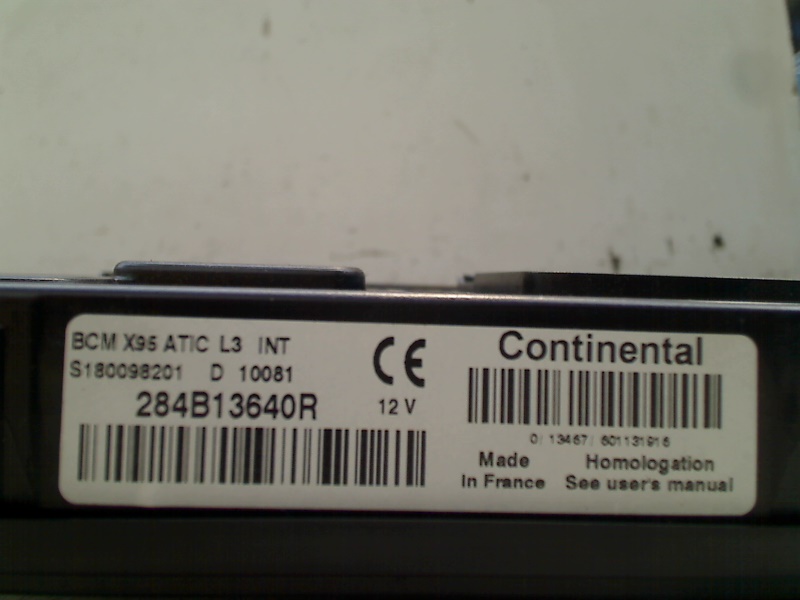 BCM X95 ATIC L3 INT
S180098201 D 10081
284B13640R
CE
12 V
Continental
0/ 13467/ 601131916
Made
In France
Homologation
See user's manual